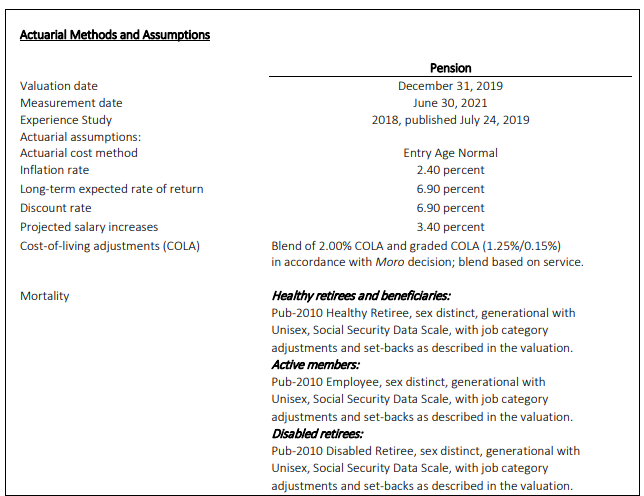 Actuarial Methods and Assumptions
Pension
Valuation date December 31, 2019
Measurement date June 30, 2021
Experience Study 2018, published July 24, 2019
Actuarial assumptions:
Actuarial cost method Entry Age Normal
Inflation rate 2.40 percent
Long-term expected rate of return 6.90 percent
Discount rate 6.90 percent
Projected salary increases 3.40 percent
Cost-of-living adjustments (COLA) Blend of 2.00% COLA and graded COLA (1.25%/0.15%)
in accordance with Moro decision; blend based on service.
Mortality Healthy retirees and beneficiaries:
Pub-2010 Healthy Retiree, sex distinct, generational with
Unisex, Social Security Data Scale, with job category
adjustments and set-backs as described in the valuation.
Active members:
Pub-2010 Employee, sex distinct, generational with
Unisex, Social Security Data Scale, with job category
adjustments and set-backs as described in the valuation.
Disabled retirees:
Pub-2010 Disabled Retiree, sex distinct, generational with
Unisex, Social Security Data Scale, with job category
adjustments and set-backs as described in the valuation.